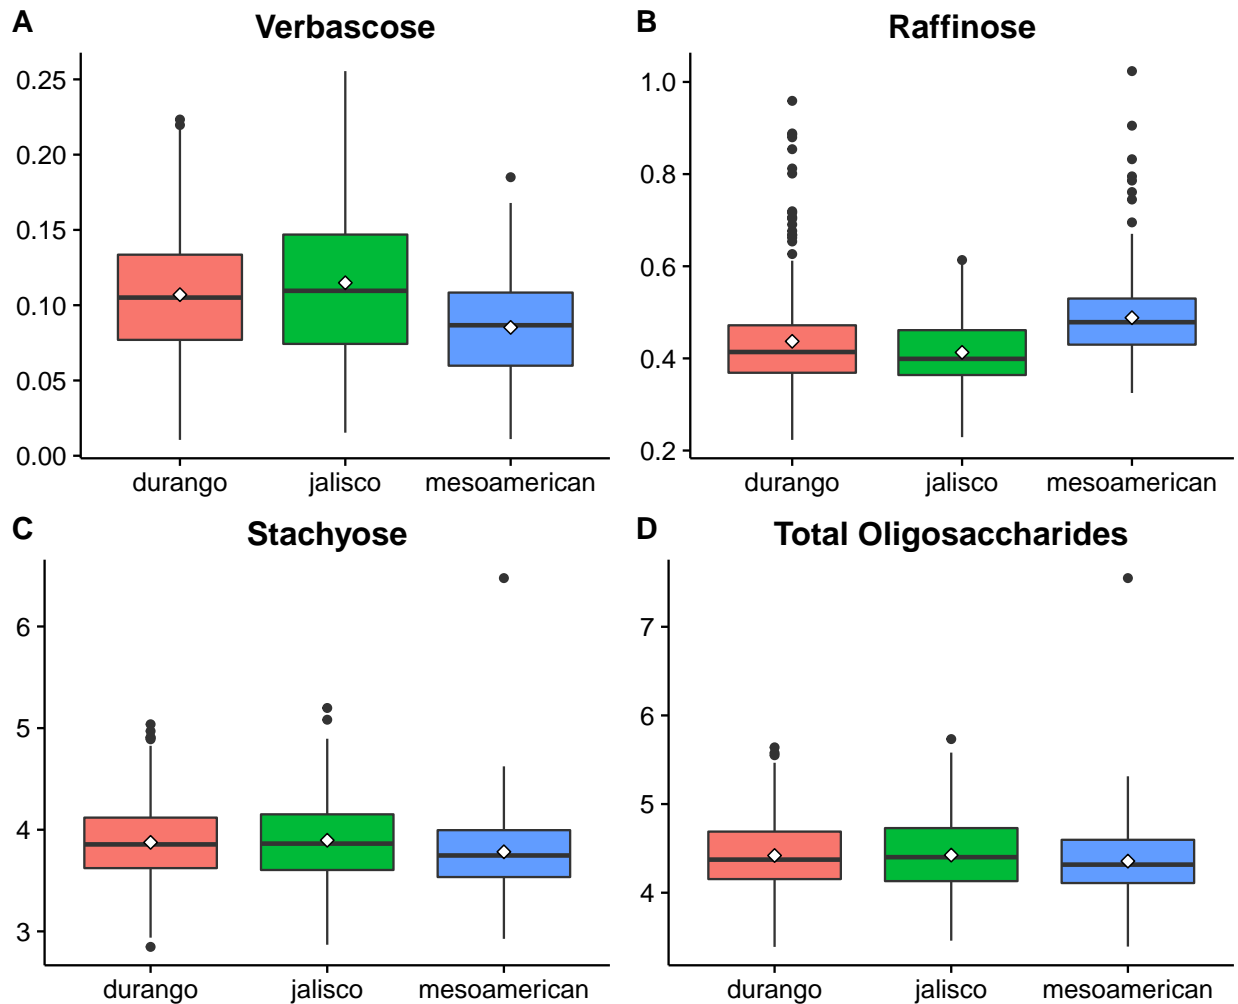 A
Verbascose
0.25
0.20
0.15
0.10
0.05
0.00
durango jalisco mesoamerican
B
Raffinose
1.0
0.8
0.6
0.4
0.2
durango jalisco mesoamerican
C
Stachyose
6
5
4
3
durango jalisco mesoamerican
D
Total Oligosaccharides
7
6
5
4
durango jalisco mesoamerican